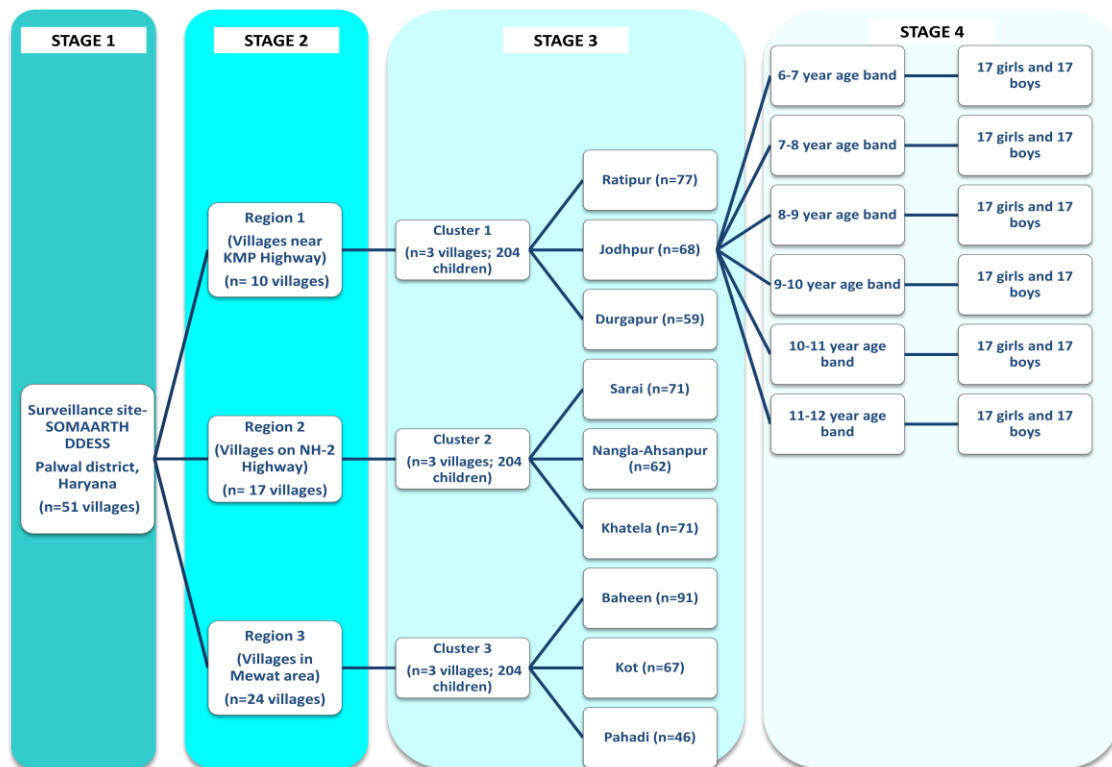 STAGE 1
STAGE 2
STAGE 3
STAGE 4
Surveillance site-
SOMAARTH
DDESS
Palwal district,
Haryana
(n=51 villages)
Region 1
(Villages near
KMP Highway)
(n= 10 villages)
Region 2
(Villages on NH-2
Highway)
(n= 17 villages)
Region 3
(Villages in
Mewat area)
(n=24 villages)
Cluster 1
(n=3 villages; 204
children)
Cluster 2
(n=3 villages; 204
children)
Cluster 3
(n=3 villages; 204
children)
Ratipur (n=77)
Jodhpur (n=68)
Durgapur (n=59)
Sarai (n=71)
Nangla-Ahsanpur
(n=62)
Khatela (n=71)
Baheen (n=91)
Kot (n=67)
Pahadi (n=46)
6-7 year age band
17 girls and 17
boys
7-8 year age band
17 girls and 17
boys
8-9 year age band
17 girls and 17
boys
9-10 year age band
17 girls and 17
boys
10-11 year age
band
17 girls and 17
boys
11-12 year age
band
17 girls and 17
boys